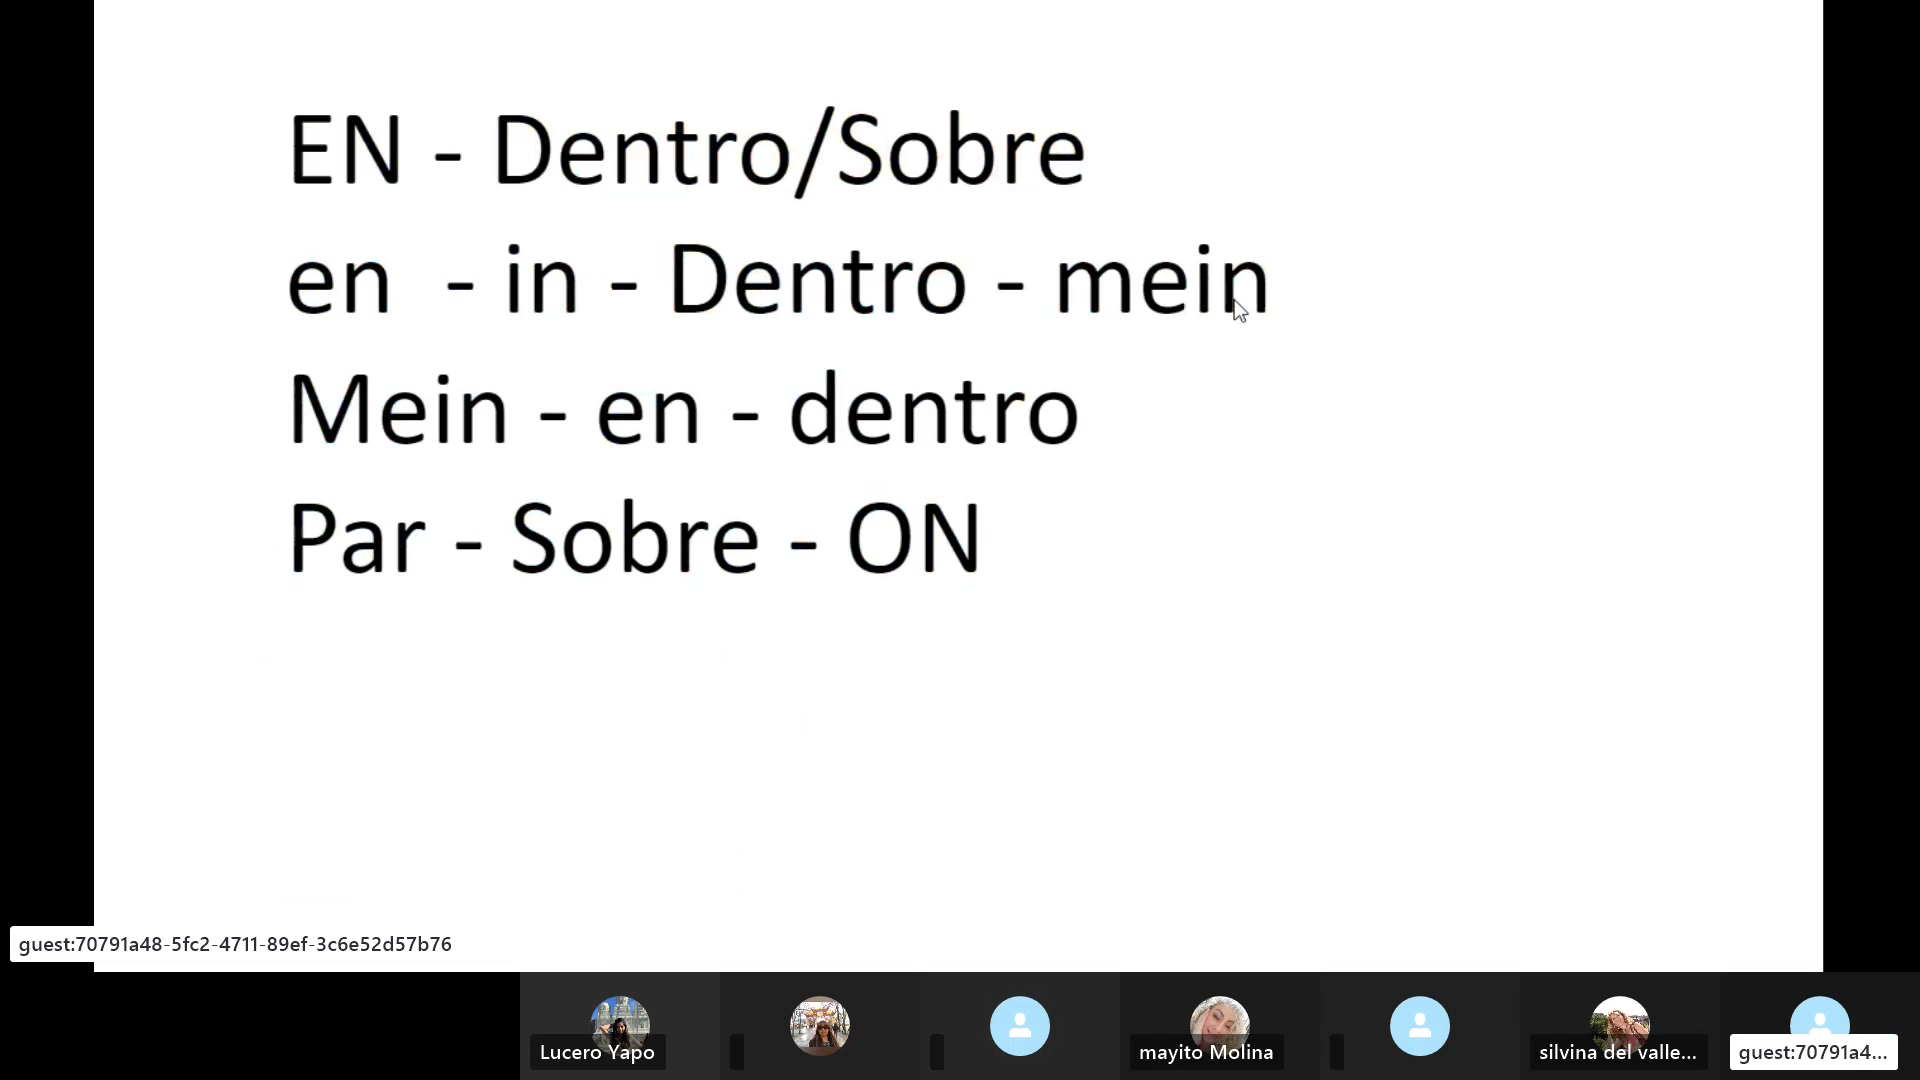 EN - Dentro/Sobre
en - in - Dentro - mein
Mein - en - dentro
Par - Sobre - ON
guest:70791a48-5fc2-4711-89ef-3c6e52d57b76
Lucero Yapo
mayito Molina
silvina del valle...
guest:70791a4...